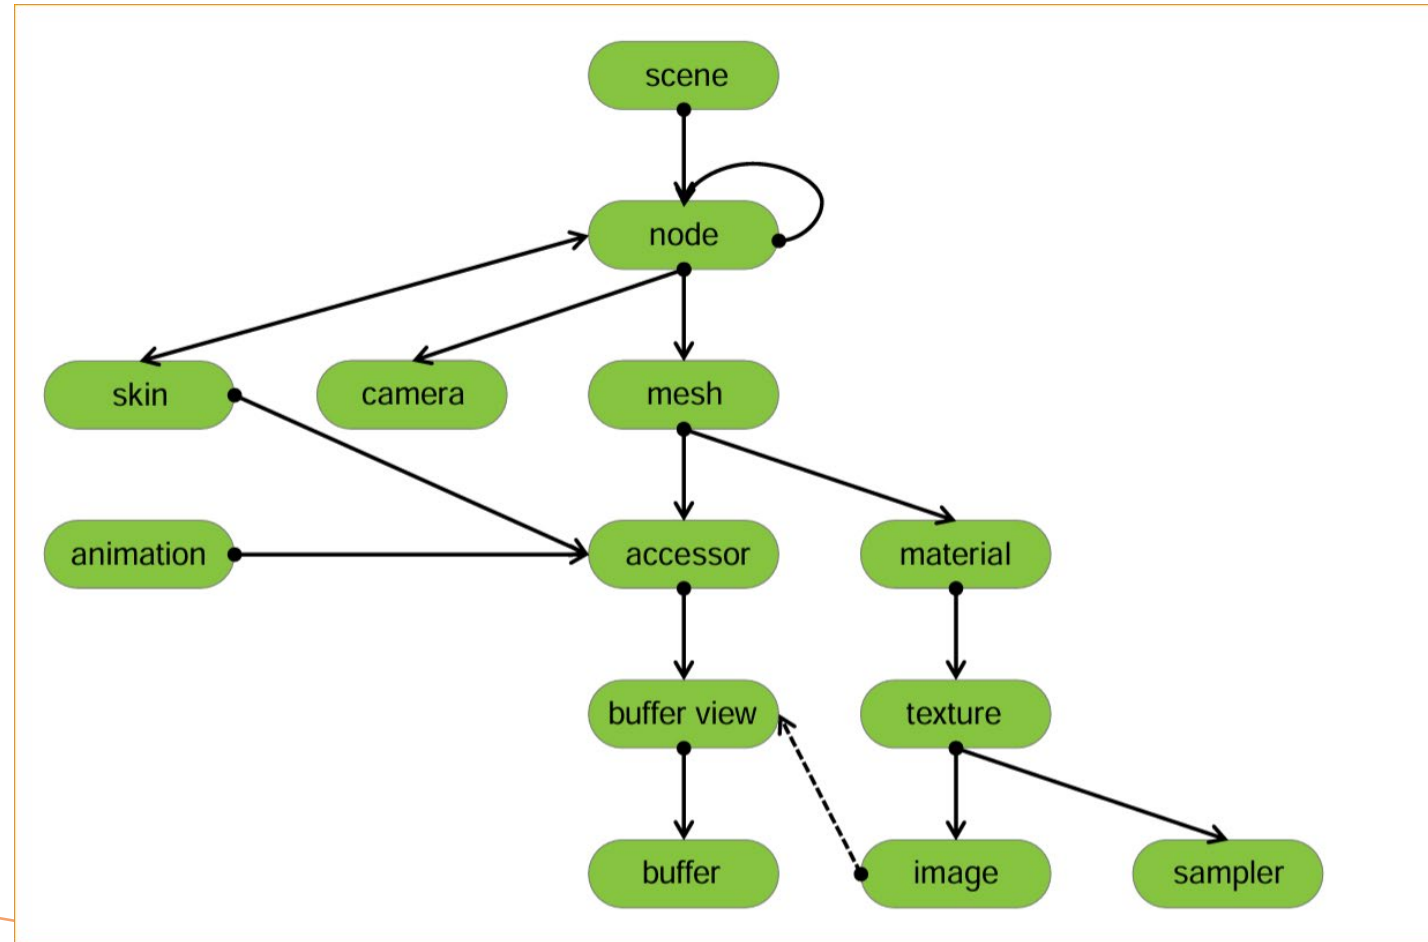 scene
node
skin
camera
mesh
animation
accessor
material
buffer view
texture
buffer
image
sampler